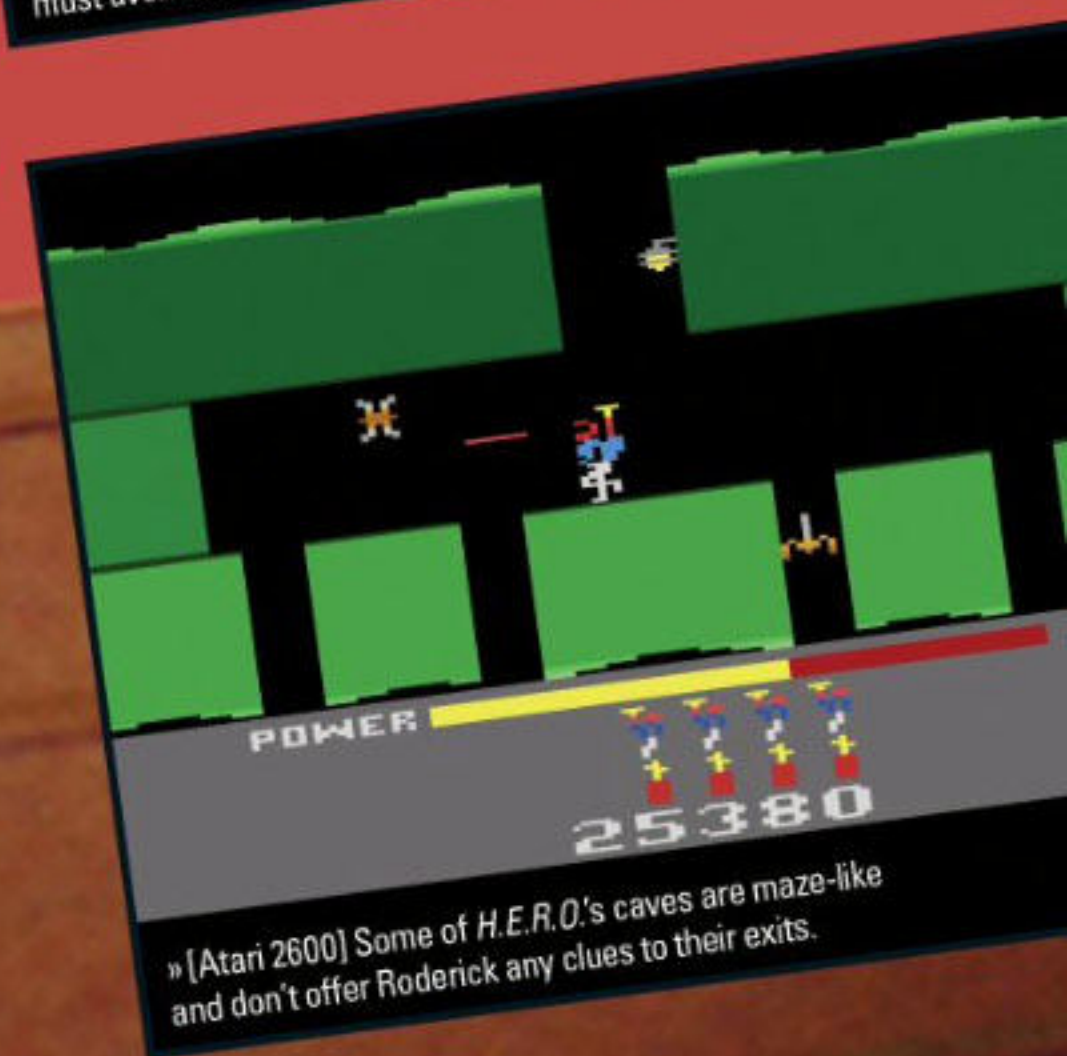 must
POWER
25380
» [Atari 2600] Some of H.E.R.O.'s caves are maze-like
and don't offer Roderick any clues to their exits.